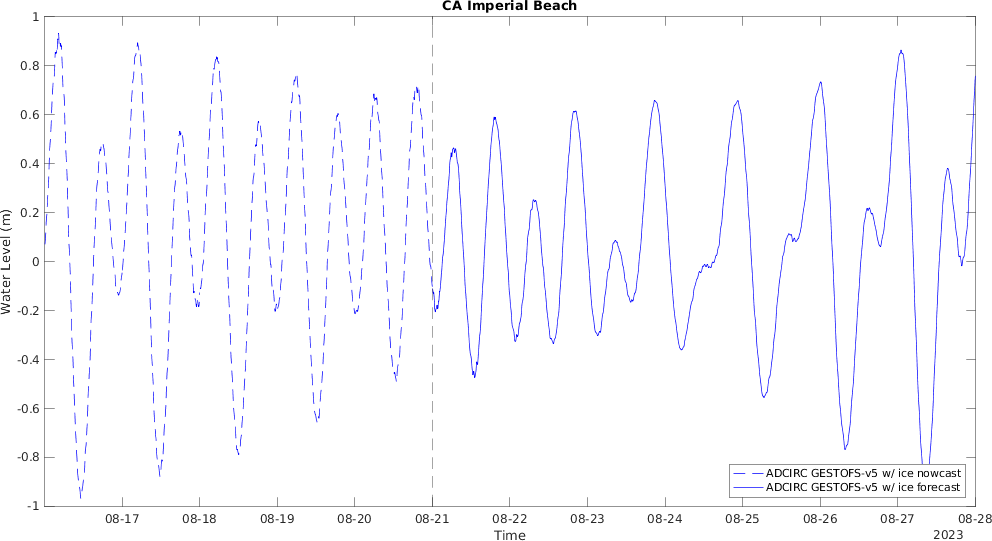 CA Imperial Beach
1
0.8
0.6
0.4
0.2
0
-0.2
-0.4
-0.6
-0.8
-1
Water Level (m)
ADCIRC GESTOFS-v5 w/ ice nowcast
ADCIRC GESTOFS-v5 w/ ice forecast
08-17 08-18 08-19 08-20 08-21 08-22 08-23 08-24 08-25 08-26 08-27 08-28
Time
2023